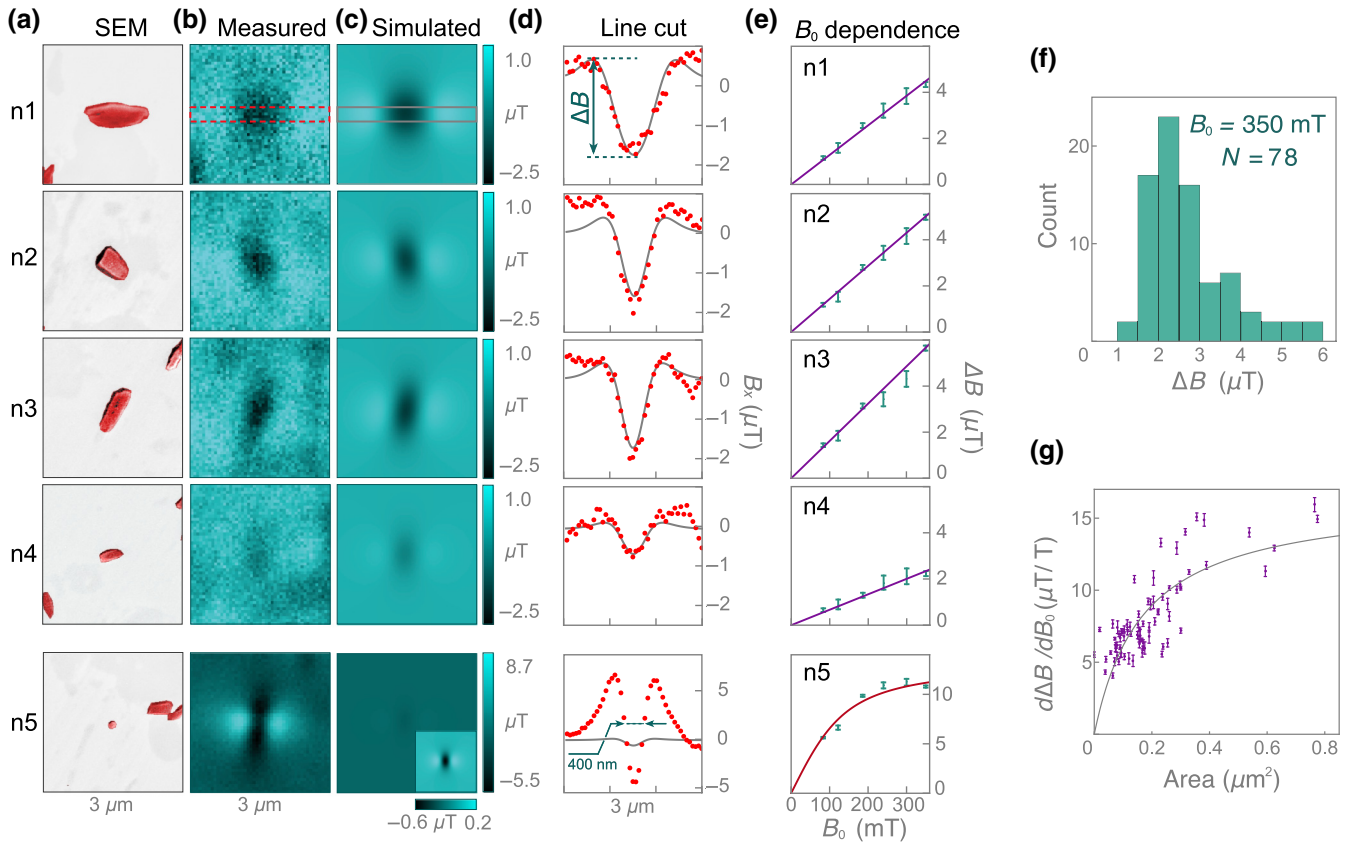 (a) (b) (c) (d) (e)
SEM Measured Simulated Line cut B₀ dependence
n1
1.0
µT
−2.5
ΔB
0
−1
−2
n1
4
2
0
n2
1.0
µT
−2.5
0
−1
−2
n2
4
2
0
n3
1.0
µT
−2.5
0
−1
−2
Bₓ (µT)
n3
4
2
0
ΔB (µT)
n4
1.0
µT
−2.5
0
−1
−2
n4
4
2
0
n5
8.7
µT
−5.5
400 nm
5
0
−5
n5
10
5
0
3 µm 3 µm 3 µm
−0.6 µT 0.2
0 100 200 300
B₀ (mT)
(f)
B₀ = 350 mT
N = 78
Count
20
10
0 1 2 3 4 5 6
ΔB (µT)
(g)
dΔB/dB₀ (µT/T)
15
10
5
0 0.2 0.4 0.6 0.8
Area (µm²)